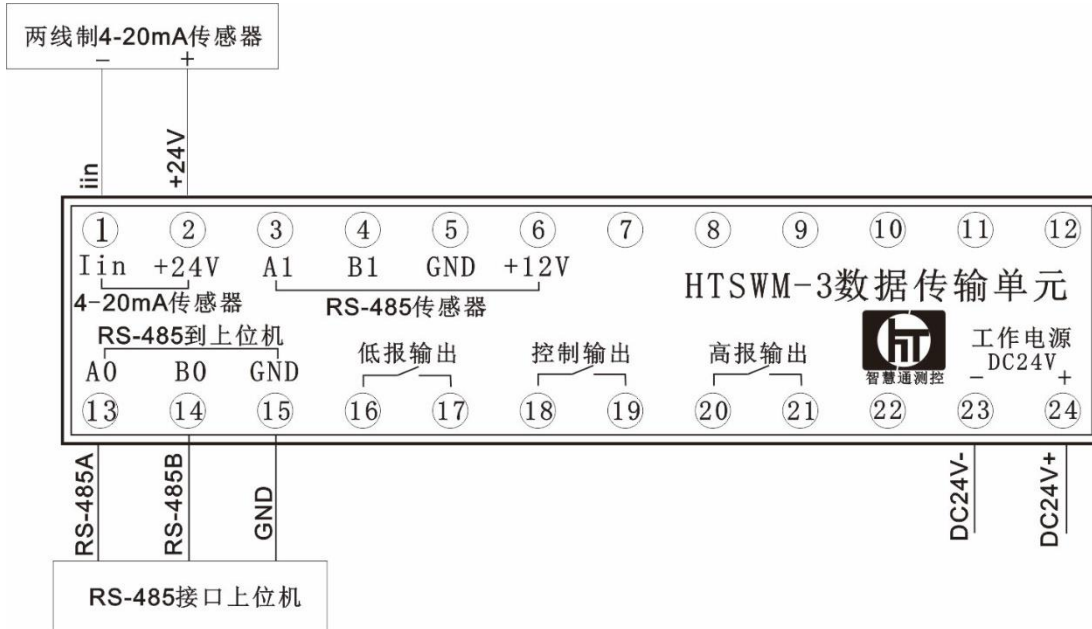 两线制4-20mA传感器
− +
iin +24V
① ② ③ ④ ⑤ ⑥ ⑦ ⑧ ⑨ ⑩ ⑪ ⑫
Iin +24V A1 B1 GND +12V
4-20mA传感器 RS-485传感器
HTSWM-3数据传输单元
RS-485到上位机
低报输出 控制输出 高报输出
hT
智慧通测控
工作电源
DC24V
− +
A0 B0 GND
⑬ ⑭ ⑮ ⑯ ⑰ ⑱ ⑲ ⑳ ㉑ ㉒ ㉓ ㉔
RS-485A RS-485B GND DC24V- DC24V+
RS-485接口上位机